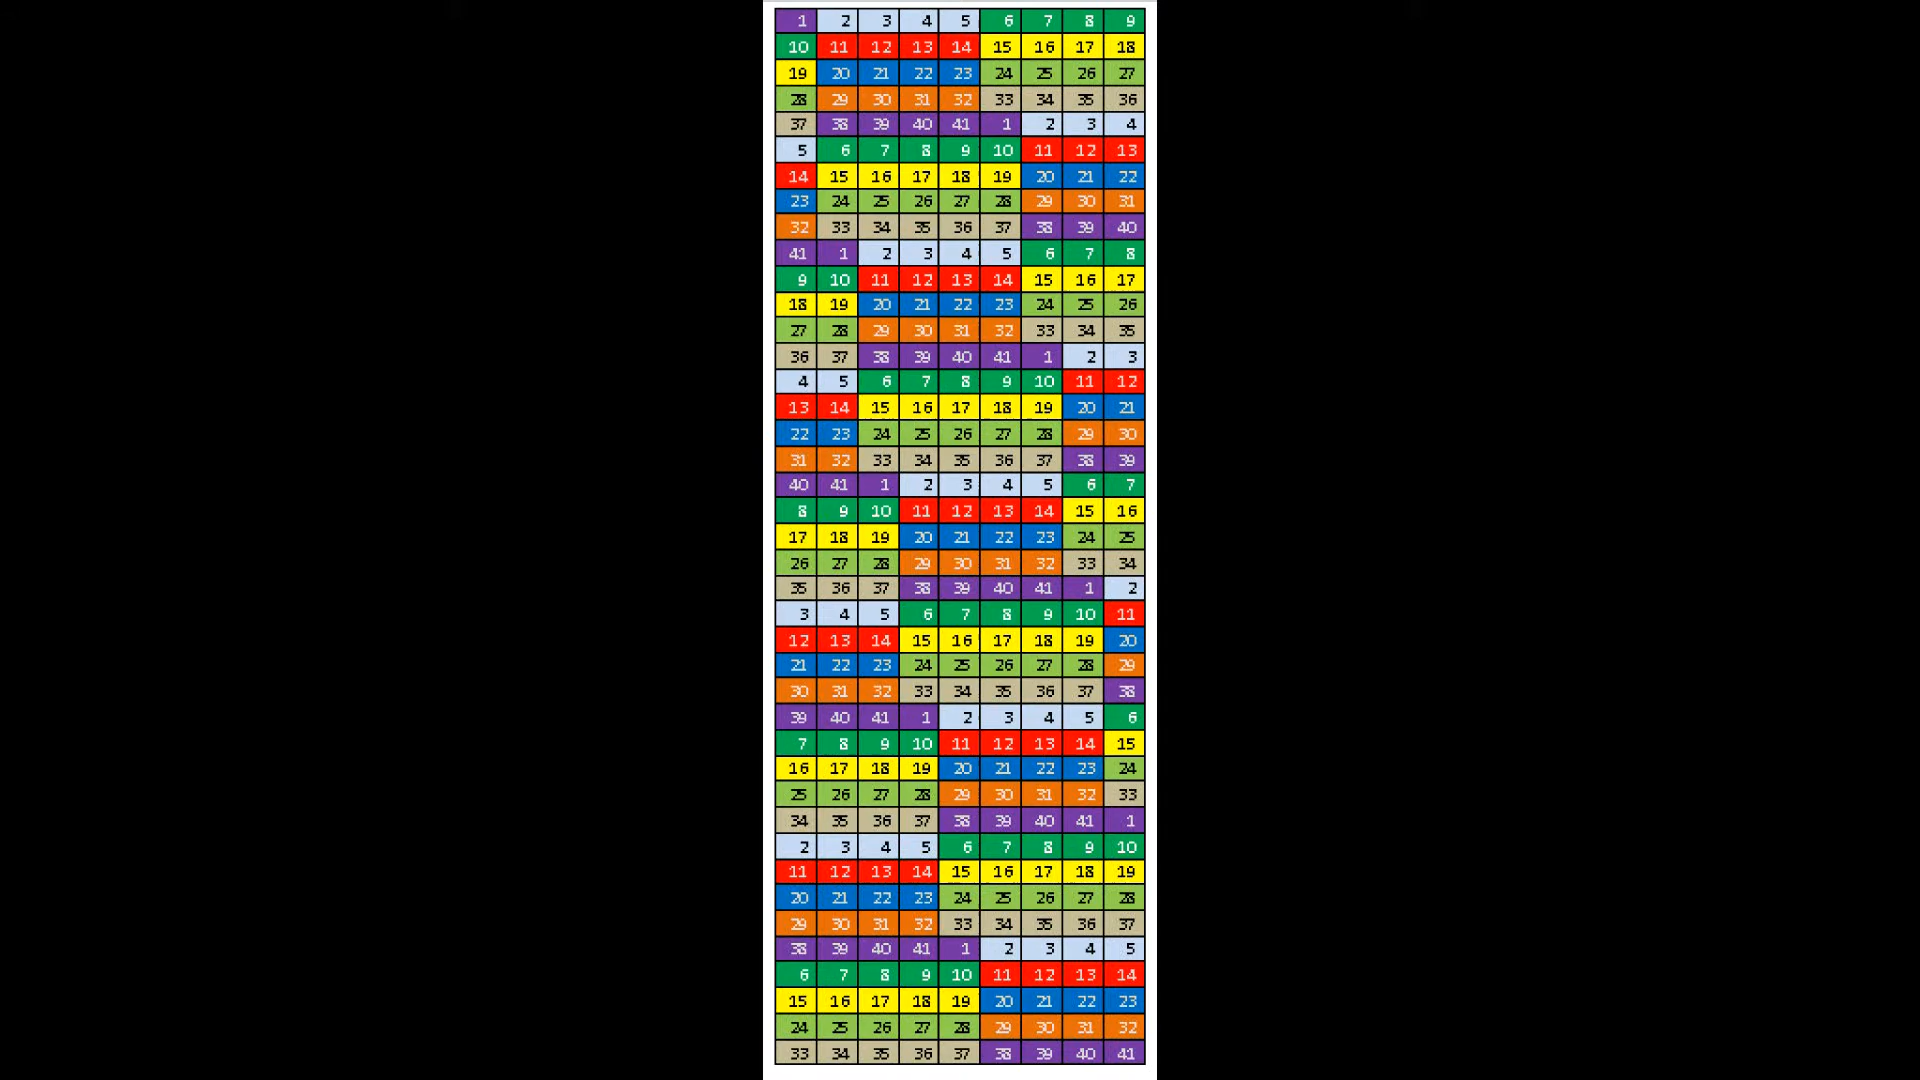 1 2 3 4 5 6 7 8 9
10 11 12 13 14 15 16 17 18
19 20 21 22 23 24 25 26 27
28 29 30 31 32 33 34 35 36
37 38 39 40 41 1 2 3 4
5 6 7 8 9 10 11 12 13
14 15 16 17 18 19 20 21 22
23 24 25 26 27 28 29 30 31
32 33 34 35 36 37 38 39 40
41 1 2 3 4 5 6 7 8
9 10 11 12 13 14 15 16 17
18 19 20 21 22 23 24 25 26
27 28 29 30 31 32 33 34 35
36 37 38 39 40 41 1 2 3
4 5 6 7 8 9 10 11 12
13 14 15 16 17 18 19 20 21
22 23 24 25 26 27 28 29 30
31 32 33 34 35 36 37 38 39
40 41 1 2 3 4 5 6 7
8 9 10 11 12 13 14 15 16
17 18 19 20 21 22 23 24 25
26 27 28 29 30 31 32 33 34
35 36 37 38 39 40 41 1 2
3 4 5 6 7 8 9 10 11
12 13 14 15 16 17 18 19 20
21 22 23 24 25 26 27 28 29
30 31 32 33 34 35 36 37 38
39 40 41 1 2 3 4 5 6
7 8 9 10 11 12 13 14 15
16 17 18 19 20 21 22 23 24
25 26 27 28 29 30 31 32 33
34 35 36 37 38 39 40 41 1
2 3 4 5 6 7 8 9 10
11 12 13 14 15 16 17 18 19
20 21 22 23 24 25 26 27 28
29 30 31 32 33 34 35 36 37
38 39 40 41 1 2 3 4 5
6 7 8 9 10 11 12 13 14
15 16 17 18 19 20 21 22 23
24 25 26 27 28 29 30 31 32
33 34 35 36 37 38 39 40 41